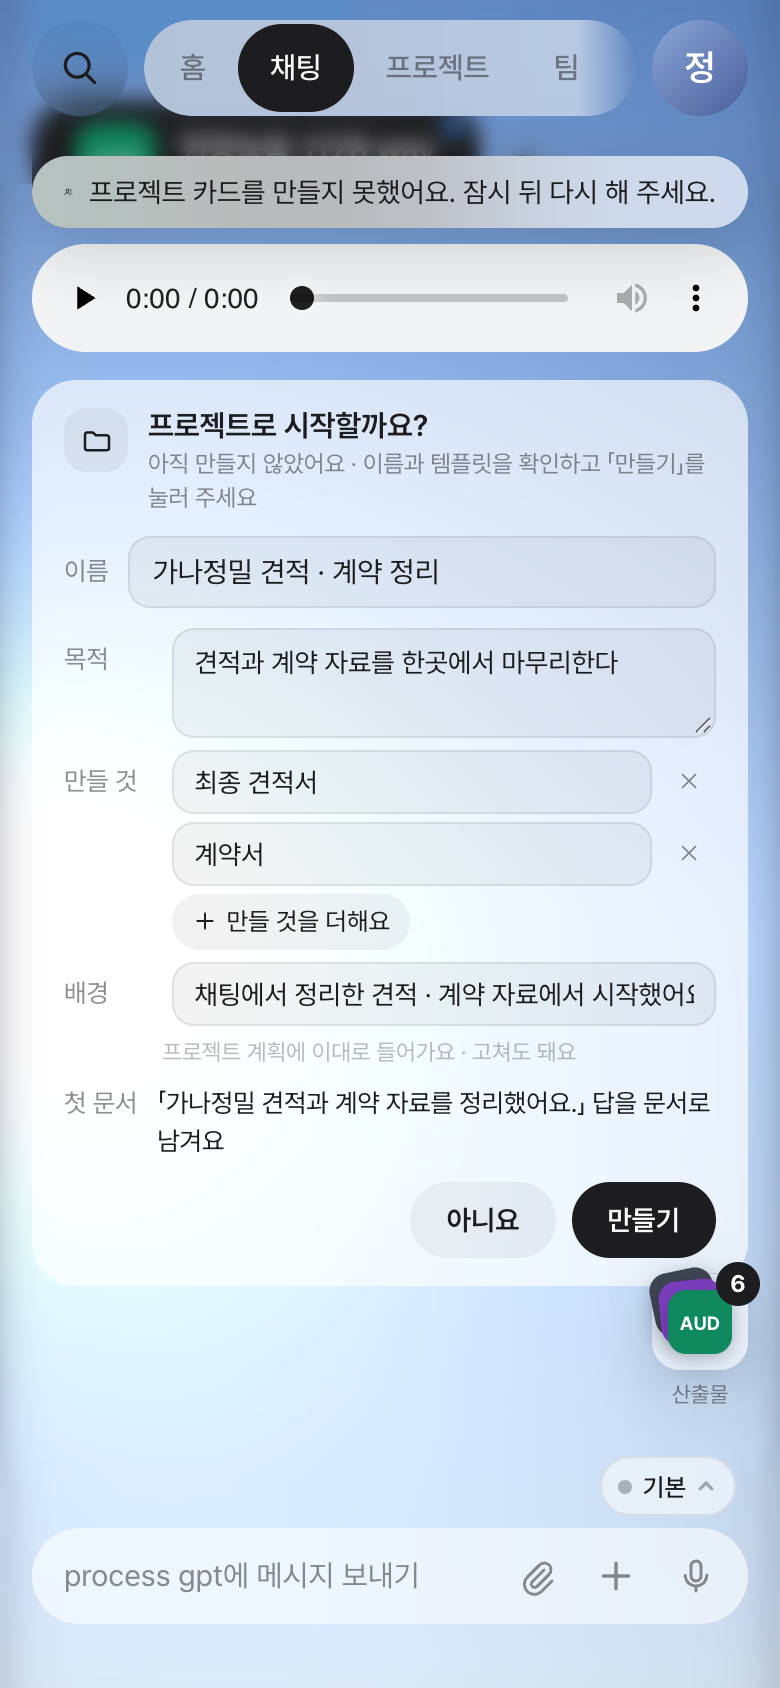 홈
채팅
프로젝트
팀
정
프로젝트 카드를 만들지 못했어요. 잠시 뒤 다시 해 주세요.
0:00 / 0:00
프로젝트로 시작할까요?
아직 만들지 않았어요 · 이름과 템플릿을 확인하고 「만들기」를
눌러 주세요
이름
가나정밀 견적 · 계약 정리
목적
견적과 계약 자료를 한곳에서 마무리한다
만들 것
최종 견적서
계약서
+ 만들 것을 더해요
배경
채팅에서 정리한 견적 · 계약 자료에서 시작했어
프로젝트 계획에 이대로 들어가요 · 고쳐도 돼요
첫 문서
「가나정밀 견적과 계약 자료를 정리했어요.」 답을 문서로
남겨요
아니요
만들기
6
AUD
산출물
기본
process gpt에 메시지 보내기